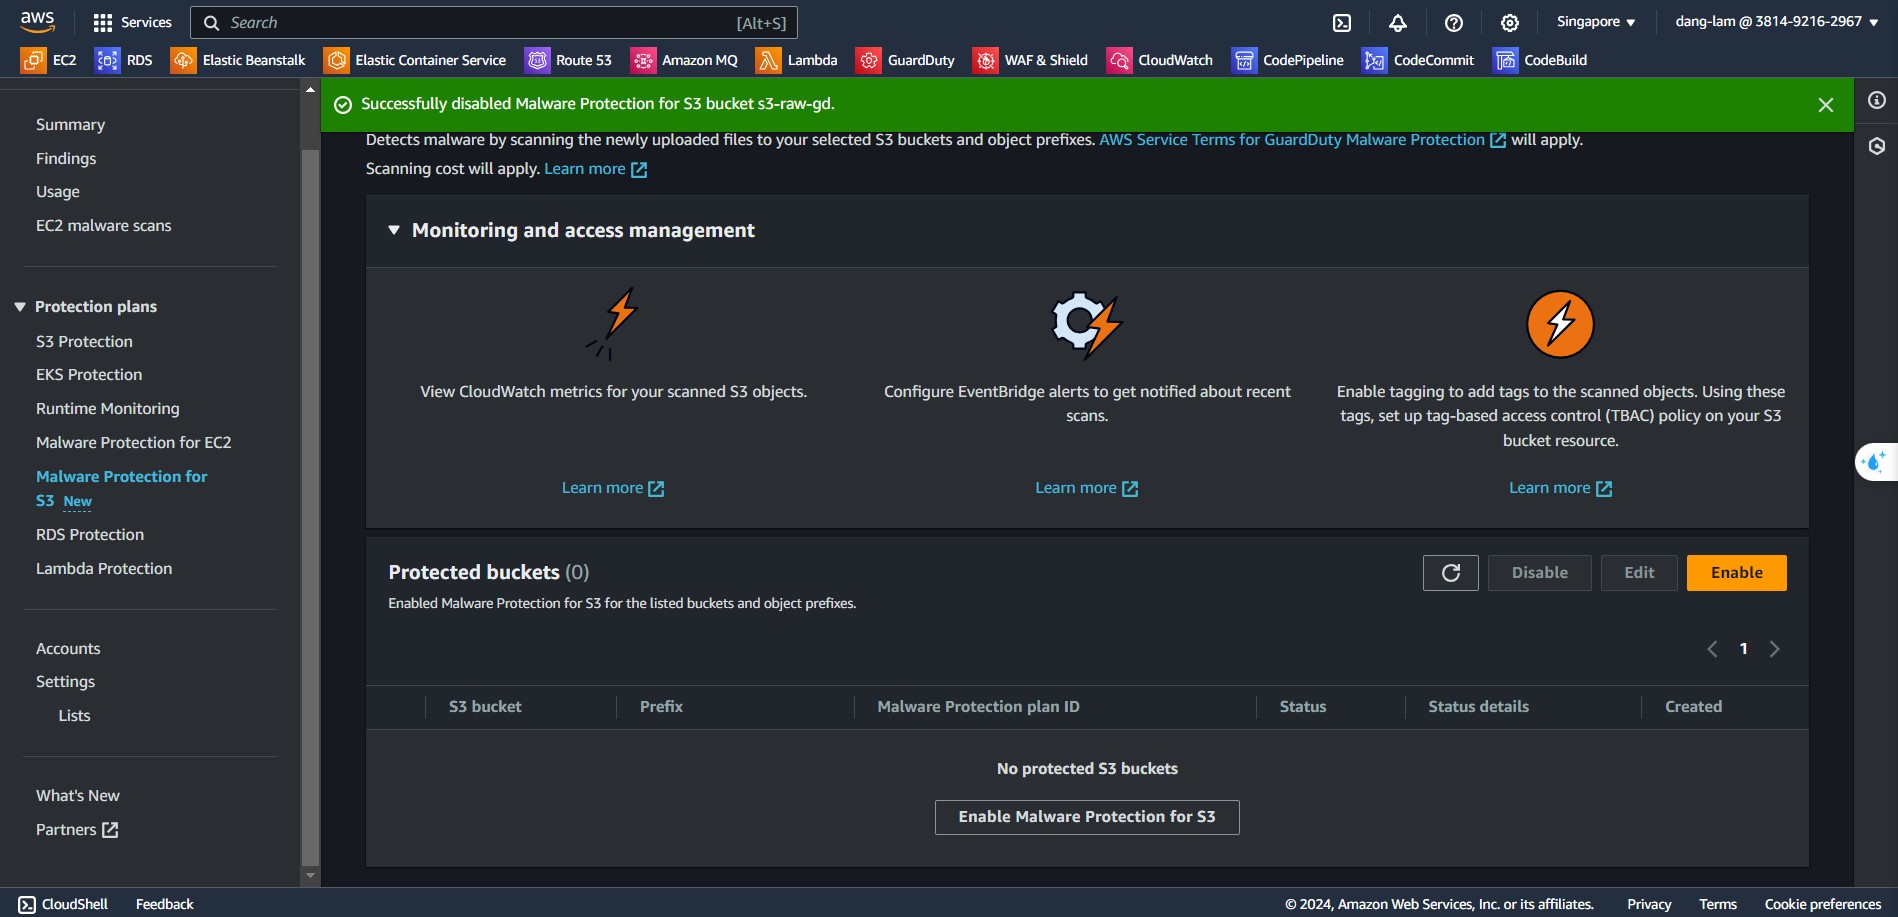 aws
Services
Search
[Alt+S]
Singapore ▼
dang-lam @ 3814-9216-2967 ▼
EC2
RDS
Elastic Beanstalk
Elastic Container Service
Route 53
Amazon MQ
Lambda
GuardDuty
WAF & Shield
CloudWatch
CodePipeline
CodeCommit
CodeBuild
Summary
Findings
Usage
EC2 malware scans
Protection plans
S3 Protection
EKS Protection
Runtime Monitoring
Malware Protection for EC2
Malware Protection for
S3 New
RDS Protection
Lambda Protection
Accounts
Settings
Lists
What's New
Partners
Successfully disabled Malware Protection for S3 bucket s3-raw-gd.
Detects malware by scanning the newly uploaded files to your selected S3 buckets and object prefixes. AWS Service Terms for GuardDuty Malware Protection will apply.
Scanning cost will apply. Learn more
Monitoring and access management
View CloudWatch metrics for your scanned S3 objects.
Learn more
Configure EventBridge alerts to get notified about recent
scans.
Learn more
Enable tagging to add tags to the scanned objects. Using these
tags, set up tag-based access control (TBAC) policy on your S3
bucket resource.
Learn more
Protected buckets (0)
Enabled Malware Protection for S3 for the listed buckets and object prefixes.
Disable
Edit
Enable
1
S3 bucket
Prefix
Malware Protection plan ID
Status
Status details
Created
No protected S3 buckets
Enable Malware Protection for S3
CloudShell
Feedback
© 2024, Amazon Web Services, Inc. or its affiliates.
Privacy
Terms
Cookie preferences